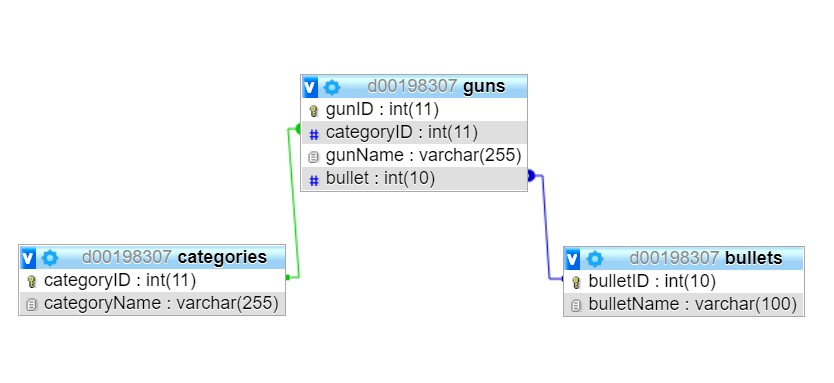 d00198307 guns
gunID : int(11)
categoryID : int(11)
gunName : varchar(255)
bullet : int(10)
d00198307 categories
categoryID : int(11)
categoryName : varchar(255)
d00198307 bullets
bulletID : int(10)
bulletName : varchar(100)